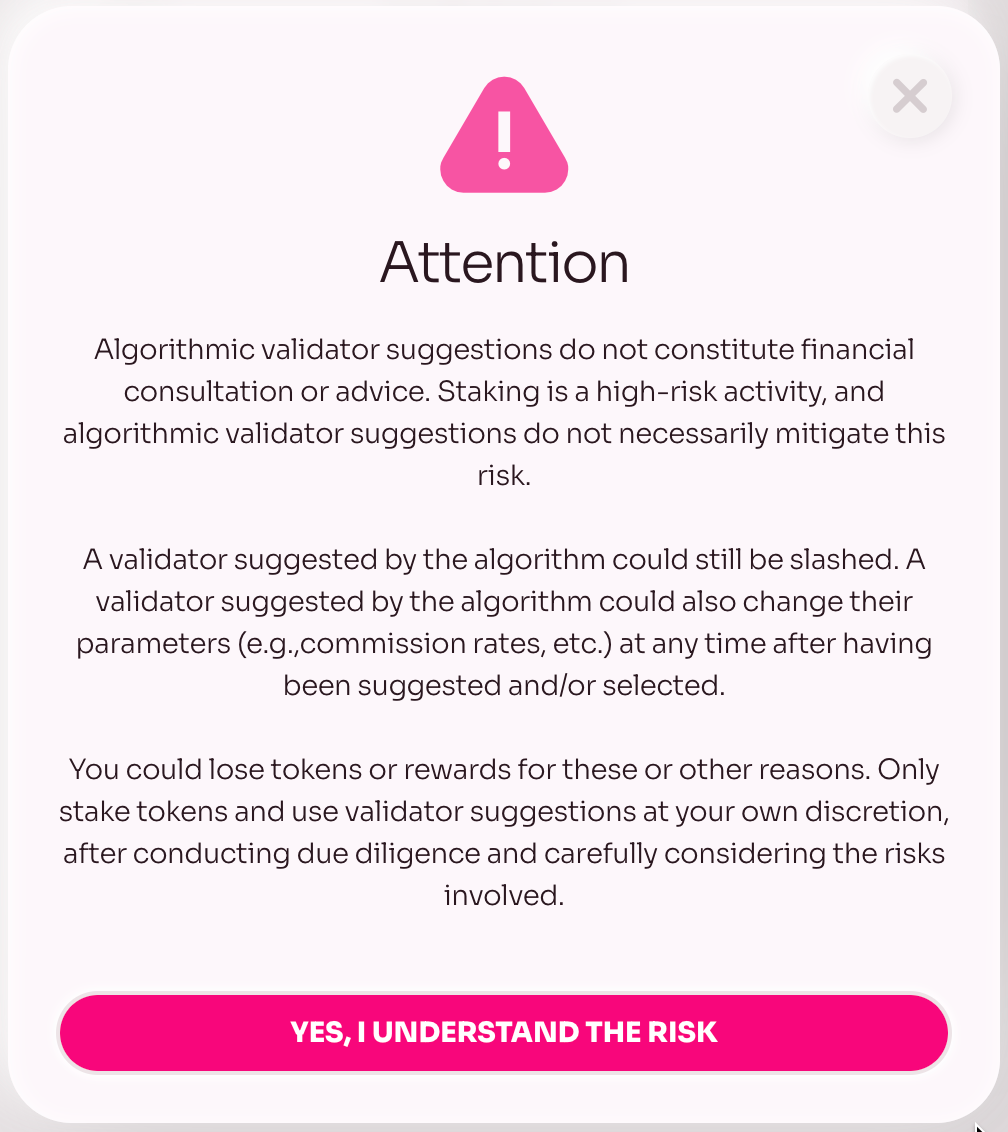 !
Attention
Algorithmic validator suggestions do not constitute financial
consultation or advice. Staking is a high-risk activity, and
algorithmic validator suggestions do not necessarily mitigate this
risk.
A validator suggested by the algorithm could still be slashed. A
validator suggested by the algorithm could also change their
parameters (e.g.,commission rates, etc.) at any time after having
been suggested and/or selected.
You could lose tokens or rewards for these or other reasons. Only
stake tokens and use validator suggestions at your own discretion,
after conducting due diligence and carefully considering the risks
involved.
YES, I UNDERSTAND THE RISK